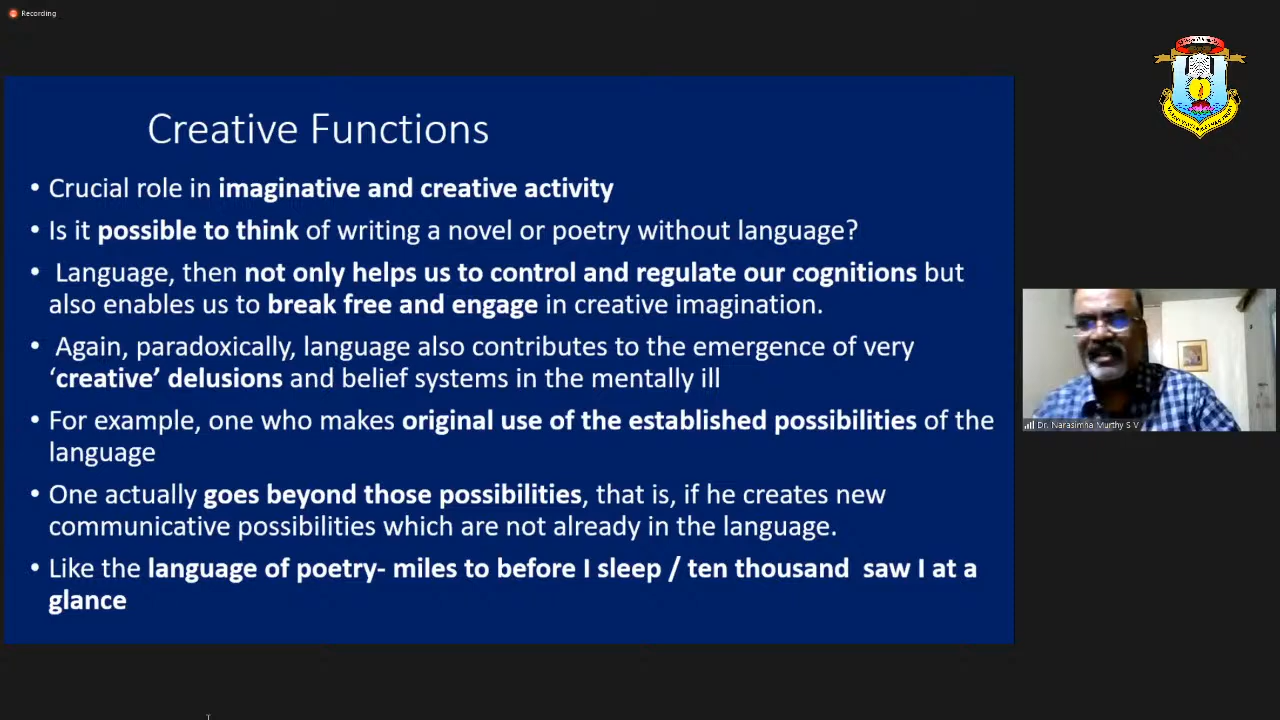 Recording
Creative Functions
• Crucial role in imaginative and creative activity
• Is it possible to think of writing a novel or poetry without language?
• Language, then not only helps us to control and regulate our cognitions but
also enables us to break free and engage in creative imagination.
• Again, paradoxically, language also contributes to the emergence of very
‘creative’ delusions and belief systems in the mentally ill
• For example, one who makes original use of the established possibilities of the
language
• One actually goes beyond those possibilities, that is, if he creates new
communicative possibilities which are not already in the language.
• Like the language of poetry- miles to before I sleep / ten thousand saw I at a
glance
Dr. Narasimha Murthy S V